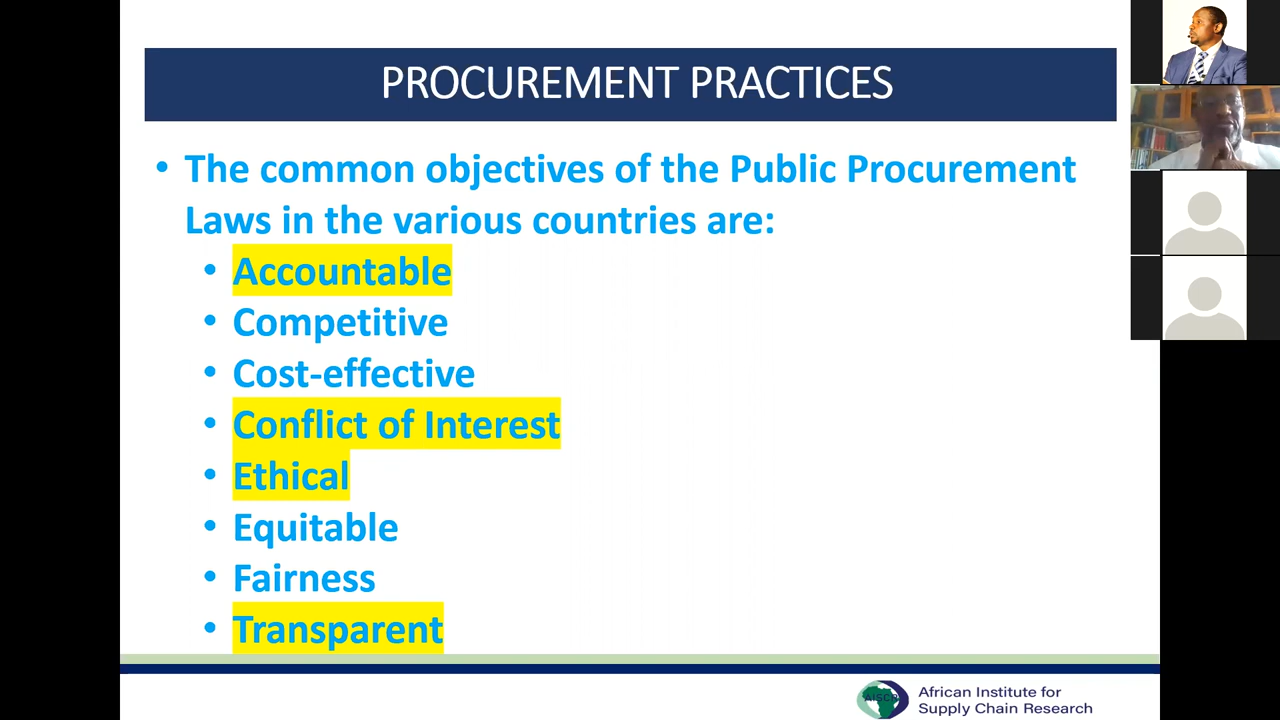 PROCUREMENT PRACTICES
• The common objectives of the Public Procurement
Laws in the various countries are:
• Accountable
• Competitive
• Cost-effective
• Conflict of Interest
• Ethical
• Equitable
• Fairness
• Transparent
AISCR
African Institute for
Supply Chain Research